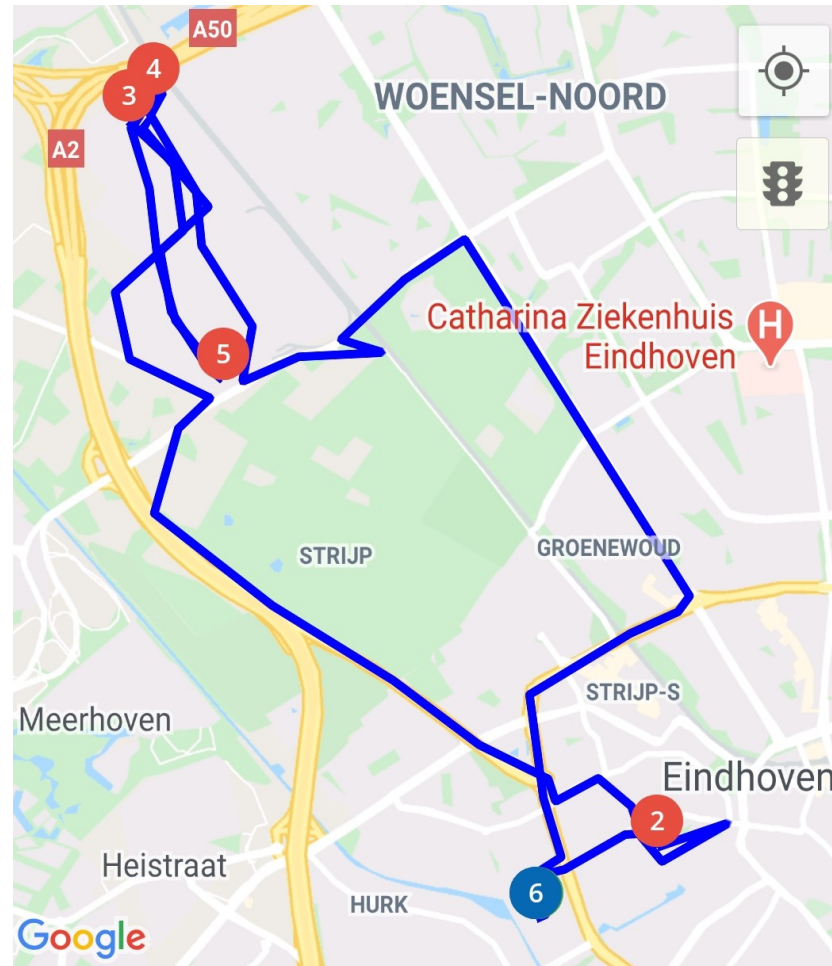 A50
4
3
WOENSEL-NOORD
A2
Catharina Ziekenhuis
Eindhoven
H
5
STRIJP
GROENEWOUD
STRIJP-S
Meerhoven
Eindhoven
2
Heistraat
6
HURK
Google